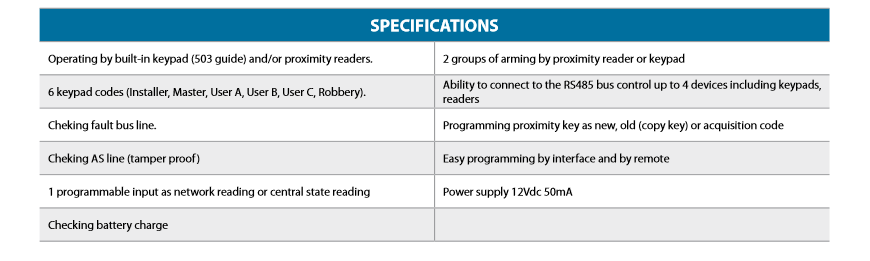 SPECIFICATIONS
Operating by built-in keypad (503 guide) and/or proximity readers.
2 groups of arming by proximity reader or keypad
6 keypad codes (Installer, Master, User A, User B, User C, Robbery).
Ability to connect to the RS485 bus control up to 4 devices including keypads,
readers
Cheking fault bus line.
Programming proximity key as new, old (copy key) or acquisition code
Cheking AS line (tamper proof)
Easy programming by interface and by remote
1 programmable input as network reading or central state reading
Power supply 12Vdc 50mA
Checking battery charge